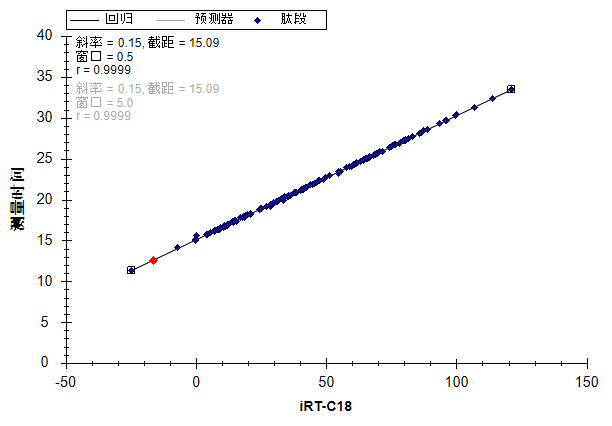 回归 预测器 肽段
斜率 = 0.15, 截距 = 15.09
窗口 = 0.5
r = 0.9999
斜率 = 0.15, 截距 = 15.09
窗口 = 5.0
r = 0.9999
测量时间
40
35
30
25
20
15
10
5
0
-50 0 50 100 150
iRT-C18